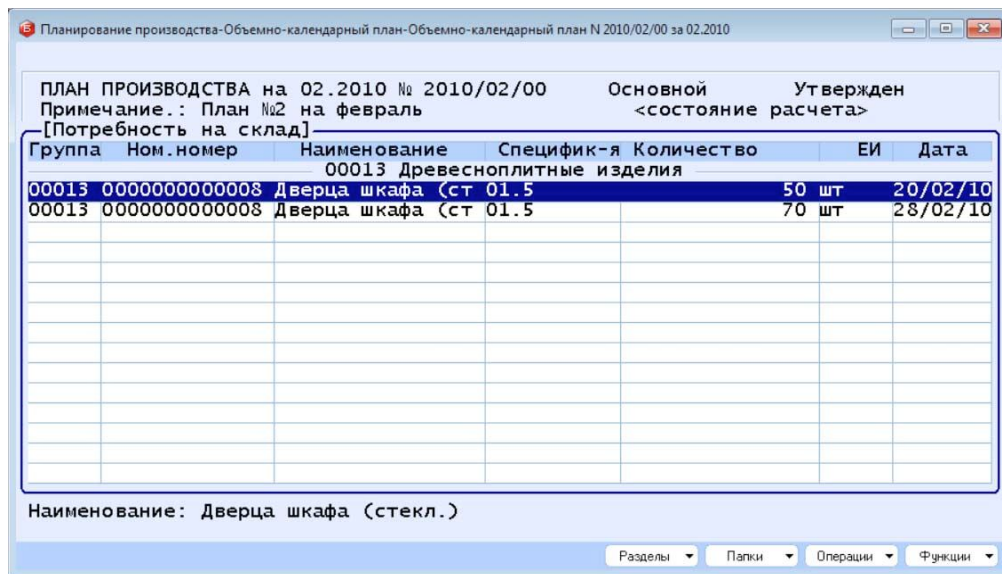 Планирование производства-Объемно-календарный план-Объемно-календарный план N 2010/02/00 за 02.2010
ПЛАН ПРОИЗВОДСТВА на 02.2010 № 2010/02/00 Основной Утвержден
Примечание.: План №2 на февраль <состояние расчета>
[Потребность на склад]
Группа Ном.номер Наименование Специфик-я Количество ЕИ Дата
00013 Древесноплитные изделия
00013 0000000000008 Дверца шкафа (ст 01.5 50 шт 20/02/10
00013 0000000000008 Дверца шкафа (ст 01.5 70 шт 28/02/10
Наименование: Дверца шкафа (стекл.)
Разделы Папки Операции Функции